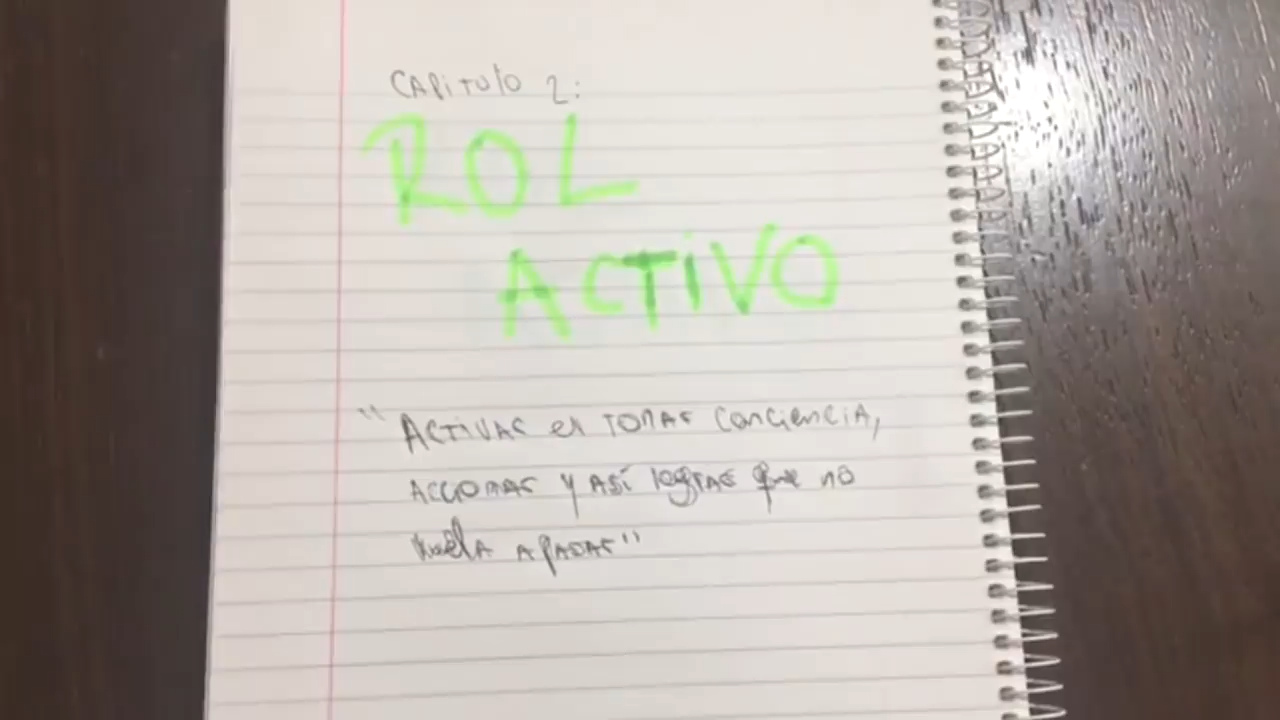 CAPiTulo 2:
ROL
ACTiVO
"ACTIVAR es TOMAR conciencia,
ACCIONAR y ASÍ lograr que no
vuelva A PASAR"